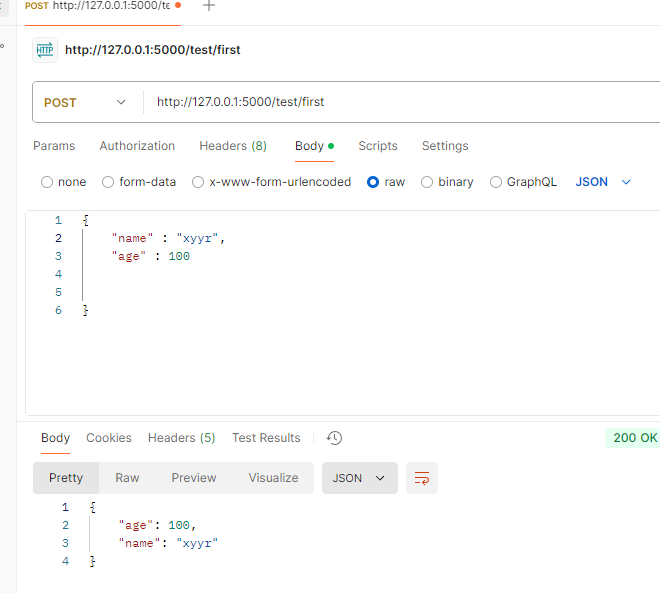 POST http://127.0.0.1:5000/te
HTTP http://127.0.0.1:5000/test/first
POST http://127.0.0.1:5000/test/first
Params Authorization Headers (8) Body Scripts Settings
none form-data x-www-form-urlencoded raw binary GraphQL JSON
1 {
2 "name" : "xyyr",
3 "age" : 100
4
5
6 }
Body Cookies Headers (5) Test Results 200 OK
Pretty Raw Preview Visualize JSON
1 {
2 "age": 100,
3 "name": "xyyr"
4 }